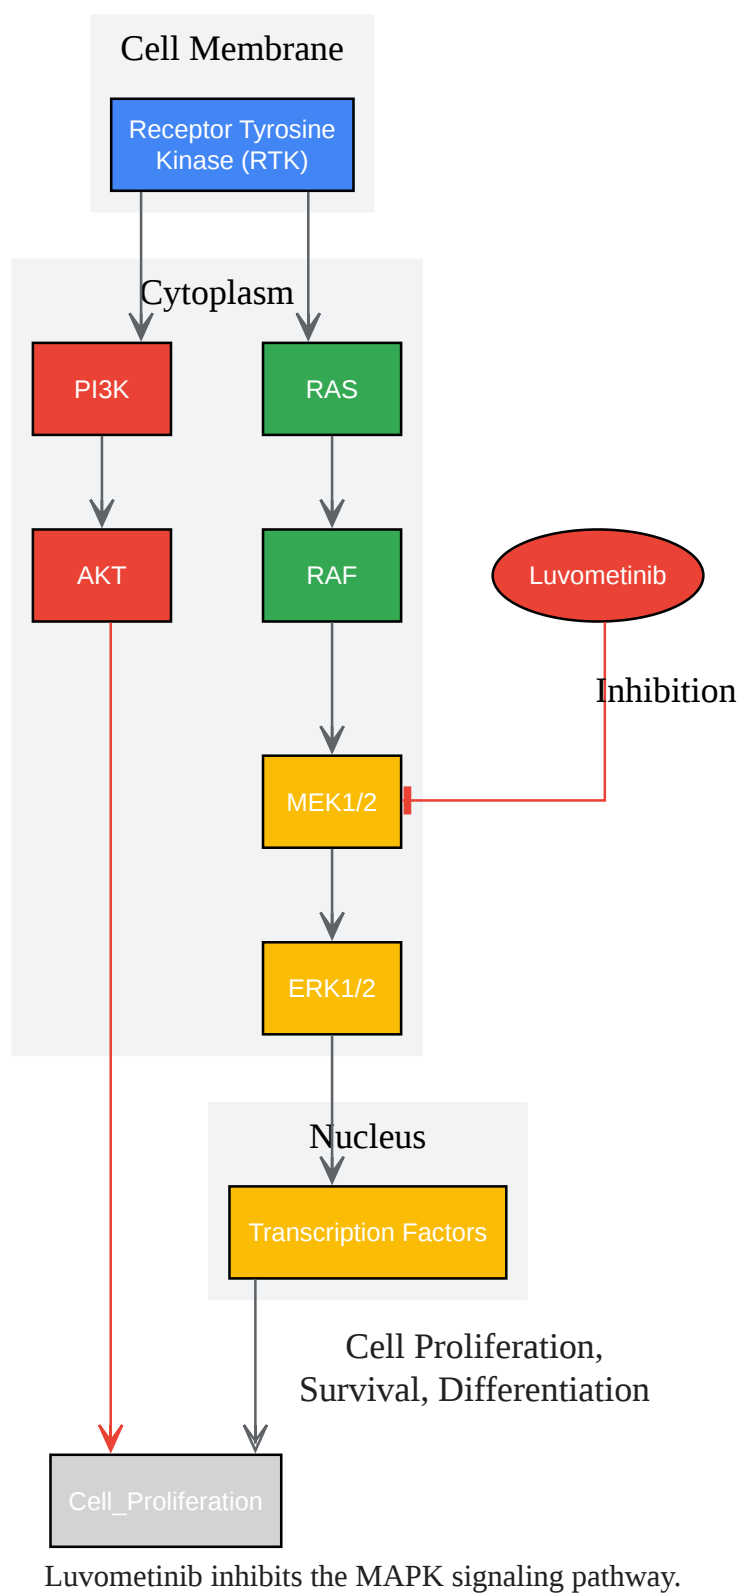 Cell Membrane
Receptor Tyrosine
Kinase (RTK)
Cytoplasm
PI3K
RAS
AKT
RAF
Luvometinib
Inhibition
MEK1/2
ERK1/2
Nucleus
Transcription Factors
Cell Proliferation,
Survival, Differentiation
Cell_Proliferation
Luvometinib inhibits the MAPK signaling pathway.